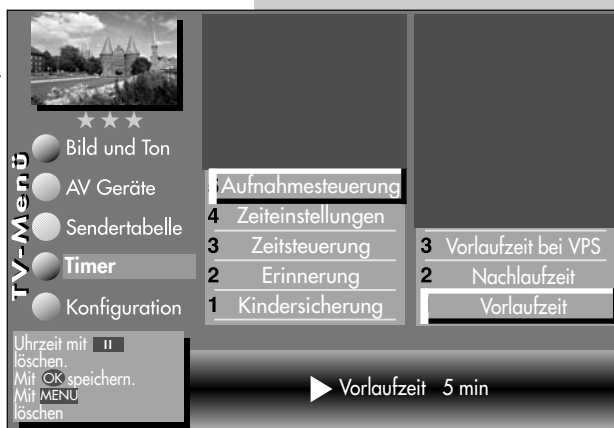 TV-Menü
Bild und Ton
AV Geräte
Sendertabelle
Timer
Konfiguration
5 Aufnahmesteuerung
4 Zeiteinstellungen
3 Zeitsteuerung
2 Erinnerung
1 Kindersicherung
3 Vorlaufzeit bei VPS
2 Nachlaufzeit
Vorlaufzeit
Uhrzeit mit II
löschen.
Mit OK speichern.
Mit MENU
löschen
Vorlaufzeit 5 min